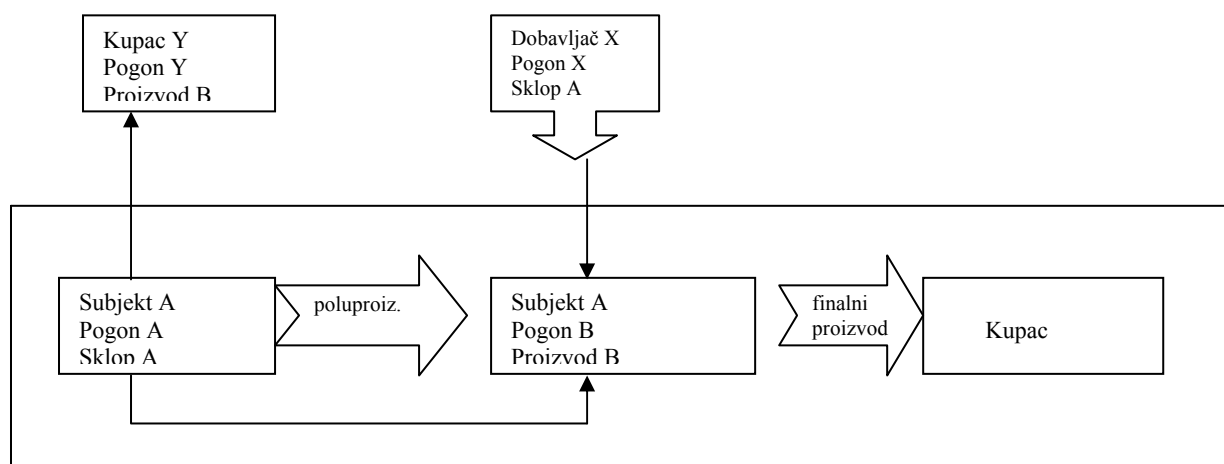 Kupac Y
Pogon Y
Proizvod B
Dobavljač X
Pogon X
Sklop A
Subjekt A
Pogon A
Sklop A
poluproiz.
Subjekt A
Pogon B
Proizvod B
finalni
proizvod
Kupac